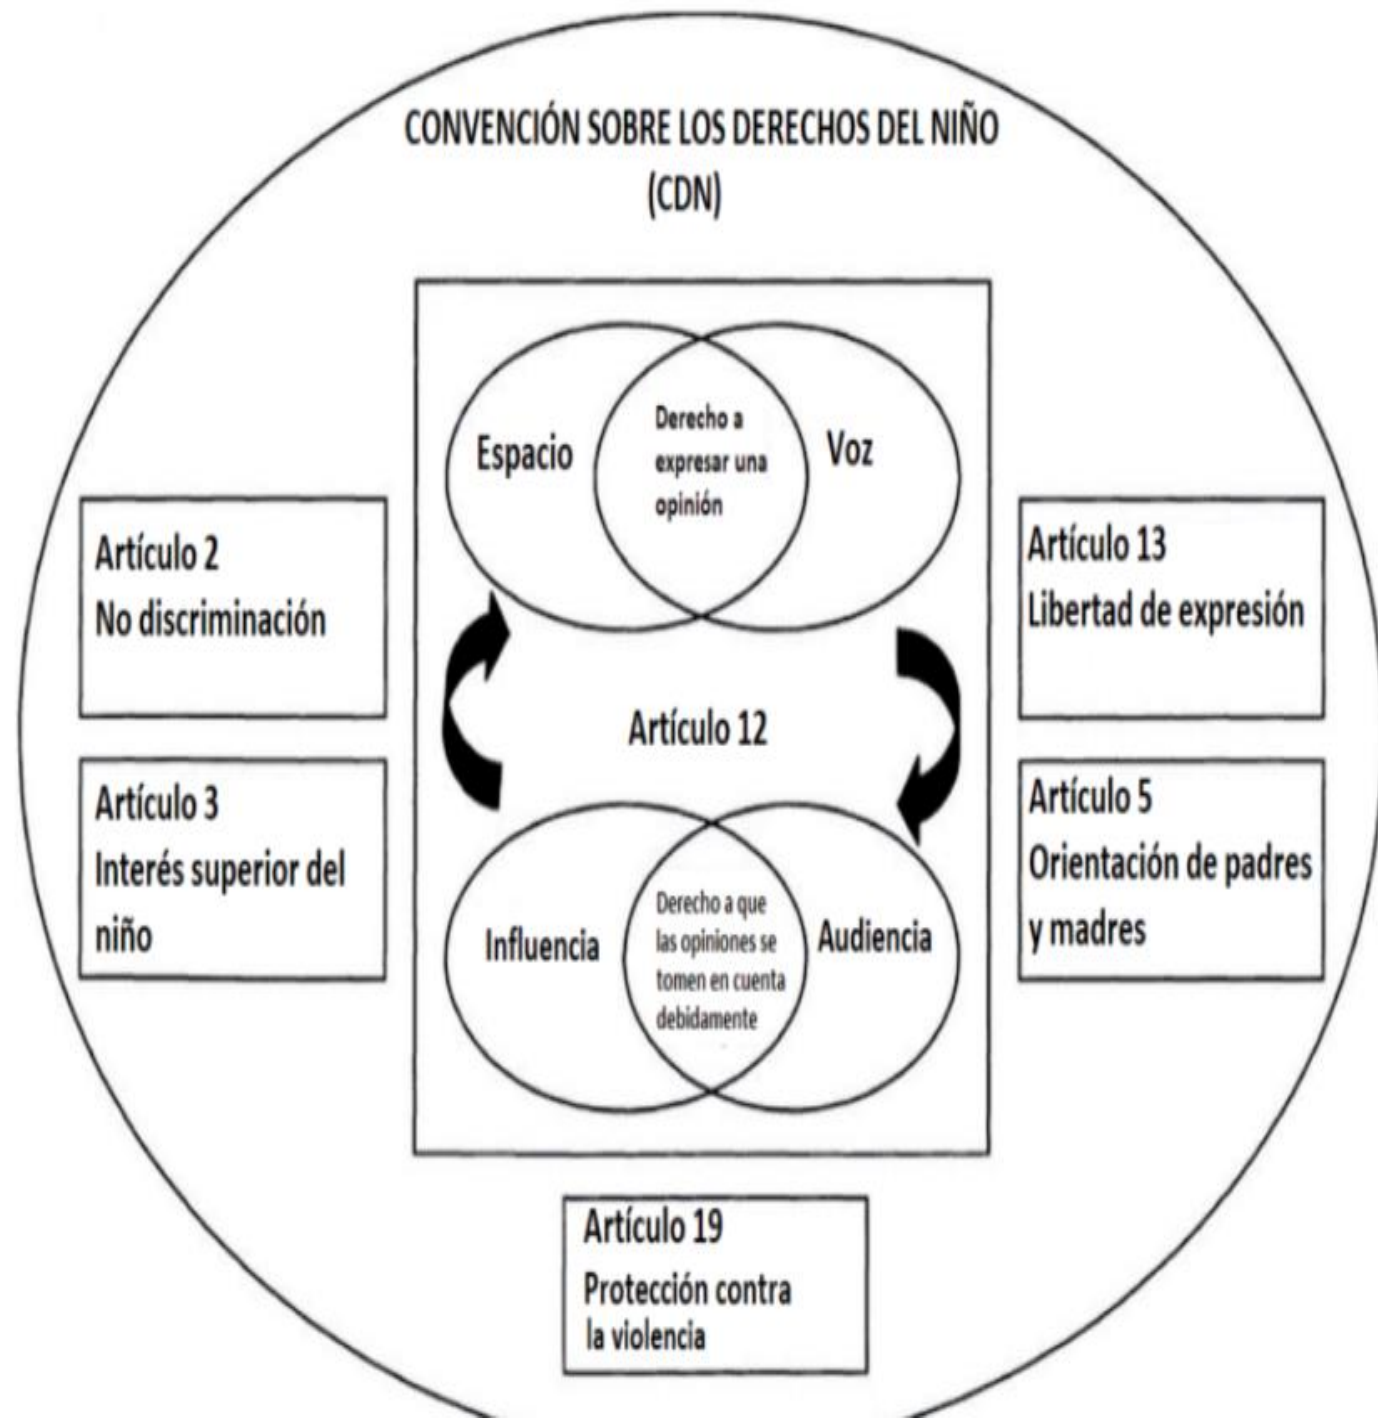 CONVENCIÓN SOBRE LOS DERECHOS DEL NIÑO
(CDN)
Espacio
Derecho a
expresar una
opinión
Voz
Artículo 2
No discriminación
Artículo 13
Libertad de expresión
Artículo 12
Artículo 3
Interés superior del
niño
Artículo 5
Orientación de padres
y madres
Influencia
Derecho a que
las opiniones se
tomen en cuenta
debidamente
Audiencia
Artículo 19
Protección contra
la violencia